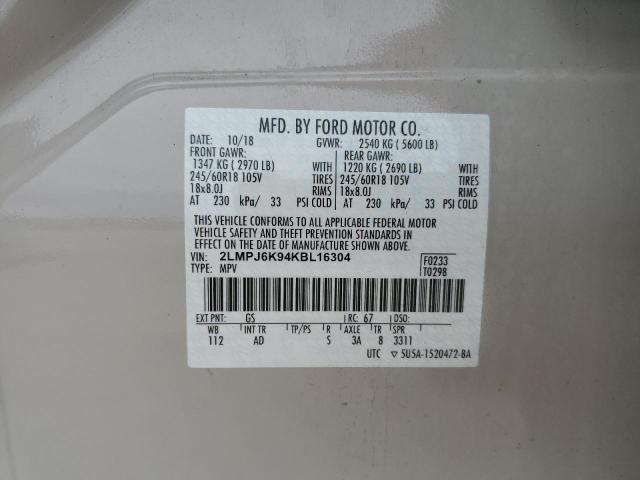 MFD. BY FORD MOTOR CO.
DATE: 10/18 GVWR: 2540 KG ( 5600 LB)
FRONT GAWR: REAR GAWR:
1347 KG ( 2970 LB) WITH 1220 KG ( 2690 LB) WITH
245/60R18 105V TIRES 245/60R18 105V TIRES
18x8.0J RIMS 18x8.0J RIMS
AT 230 kPa/ 33 PSI COLD AT 230 kPa/ 33 PSI COLD
THIS VEHICLE CONFORMS TO ALL APPLICABLE FEDERAL MOTOR
VEHICLE SAFETY AND THEFT PREVENTION STANDARDS IN
EFFECT ON THE DATE OF MANUFACTURE SHOWN ABOVE.
VIN: 2LMPJ6K94KBL16304 F0233
TYPE: MPV T0298
EXT PNT: GS RC: 67
WB INT TR TP/PS R AXLE TR SPR
112 AD S 3A 8 3311
UTC ▽ 5U5A-1520472-BA